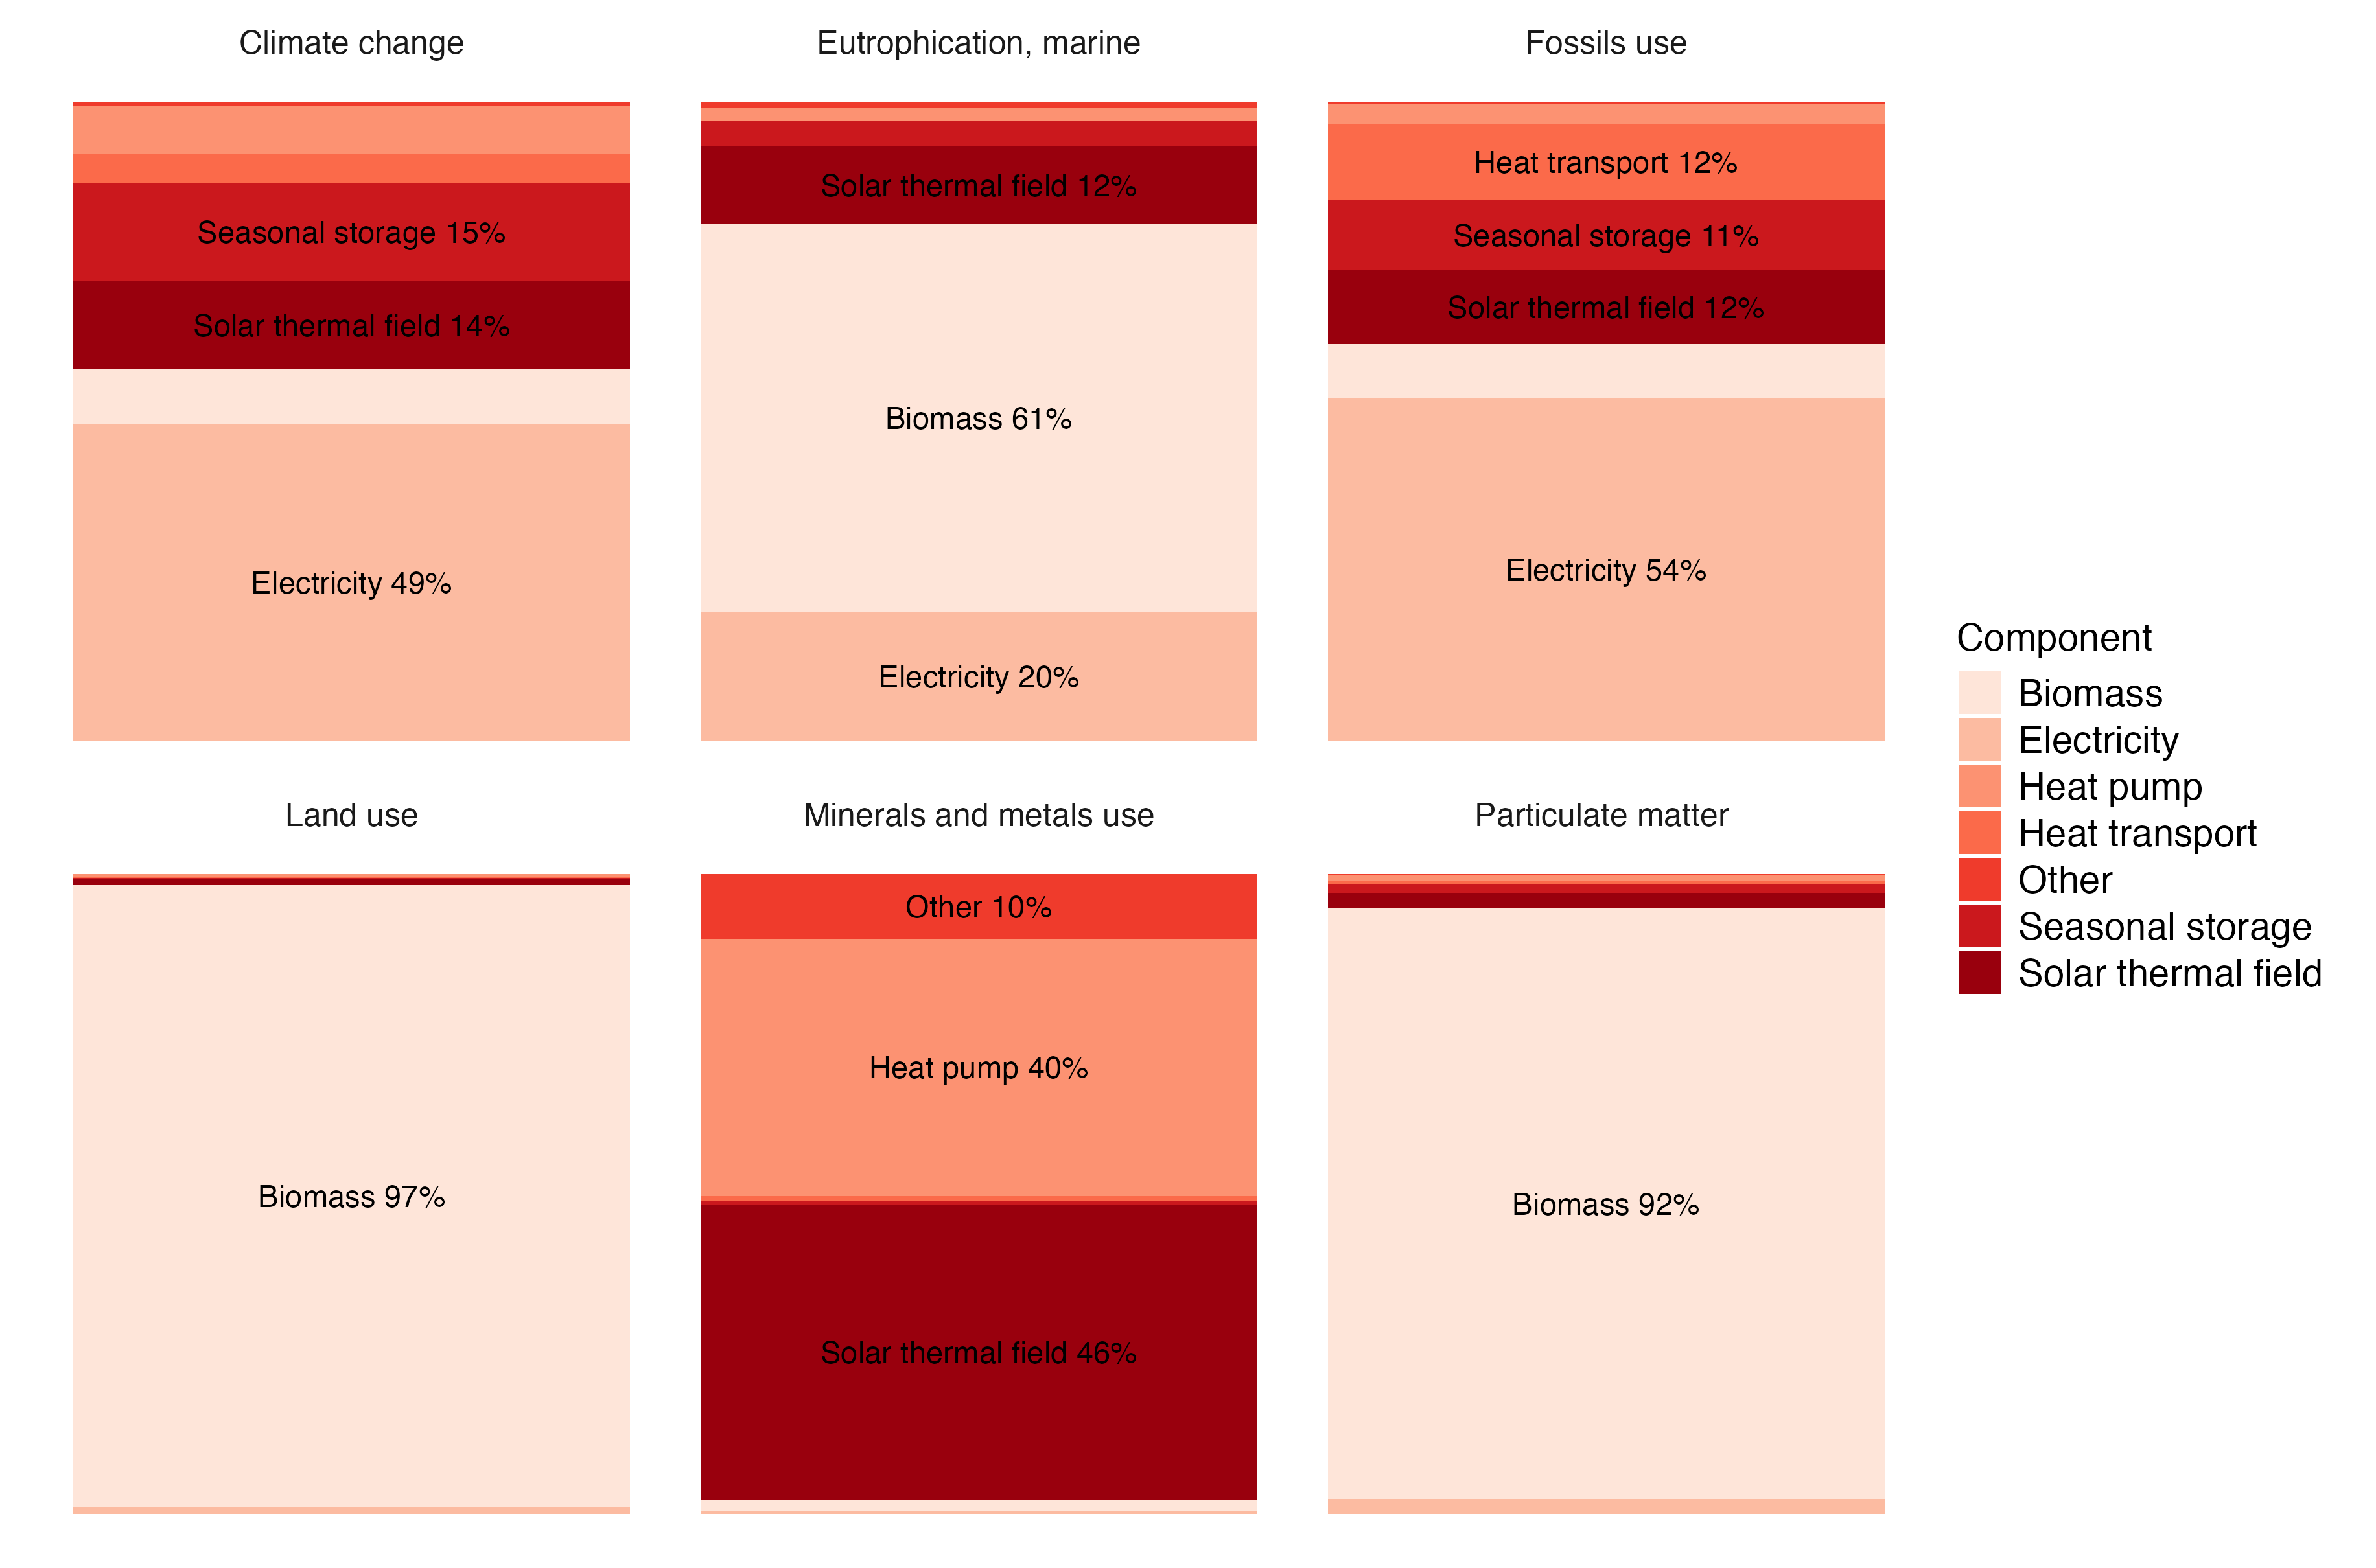 Climate change
Seasonal storage 15%
Solar thermal field 14%
Electricity 49%
Eutrophication, marine
Solar thermal field 12%
Biomass 61%
Electricity 20%
Fossils use
Heat transport 12%
Seasonal storage 11%
Solar thermal field 12%
Electricity 54%
Land use
Biomass 97%
Minerals and metals use
Other 10%
Heat pump 40%
Solar thermal field 46%
Particulate matter
Biomass 92%
Component
Biomass
Electricity
Heat pump
Heat transport
Other
Seasonal storage
Solar thermal field